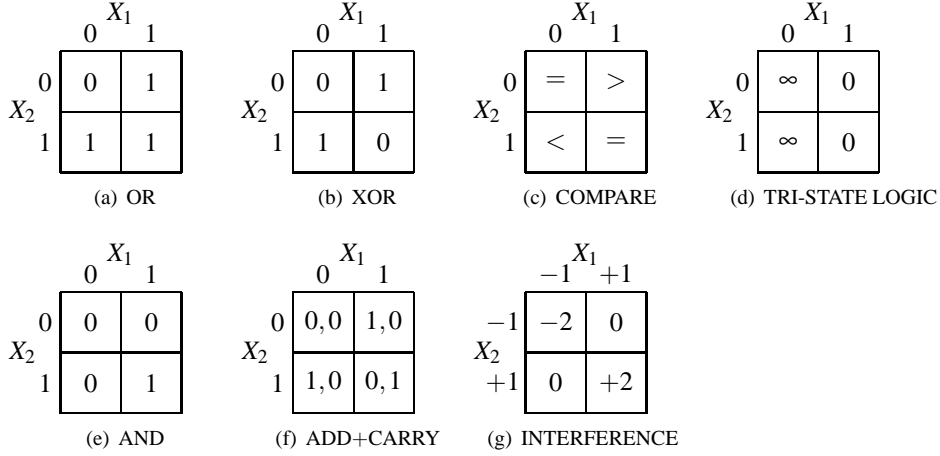 X1 X1 X1 X1
0 1 0 1 0 1 0 1
0 0 1 0 0 1 0 = > 0 ∞ 0
X2 X2 X2 X2
1 1 1 1 1 0 1 < = 1 ∞ 0
(a) OR (b) XOR (c) COMPARE (d) TRI-STATE LOGIC
X1 X1 X1
0 1 0 1 −1 +1
0 0 0 0 0,0 1,0 −1 −2 0
X2 X2 X2
1 0 1 1 1,0 0,1 +1 0 +2
(e) AND (f) ADD+CARRY (g) INTERFERENCE